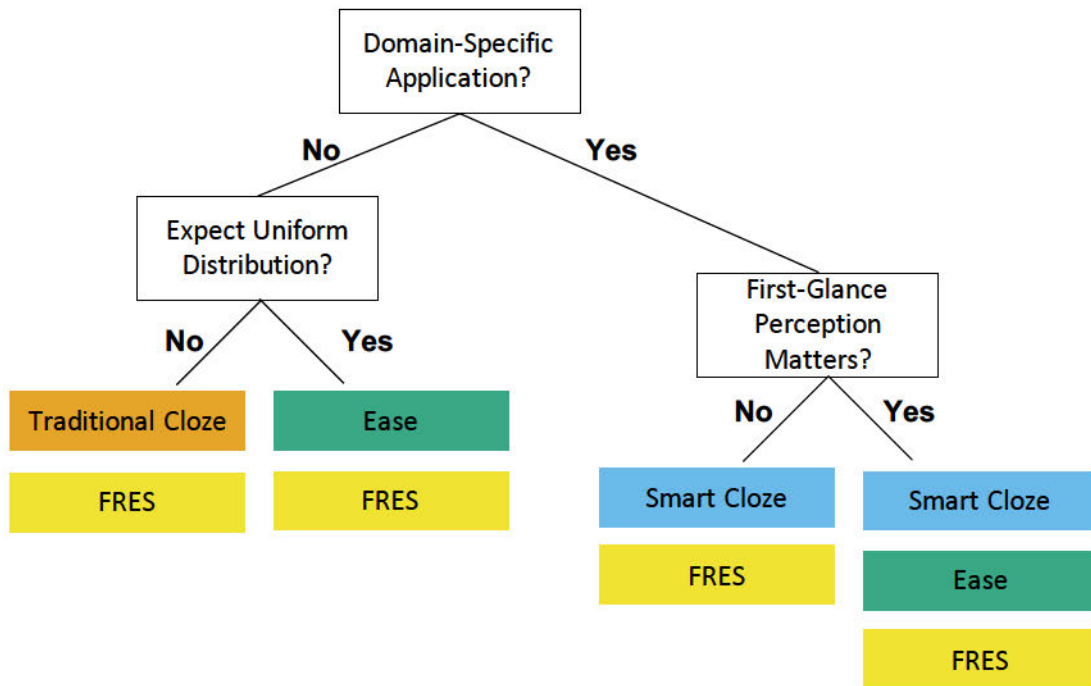 Domain-Specific
Application?
No
Yes
Expect Uniform
Distribution?
First-Glance
Perception
Matters?
No
Yes
No
Yes
Traditional Cloze
Ease
FRES
FRES
Smart Cloze
Smart Cloze
FRES
Ease
FRES